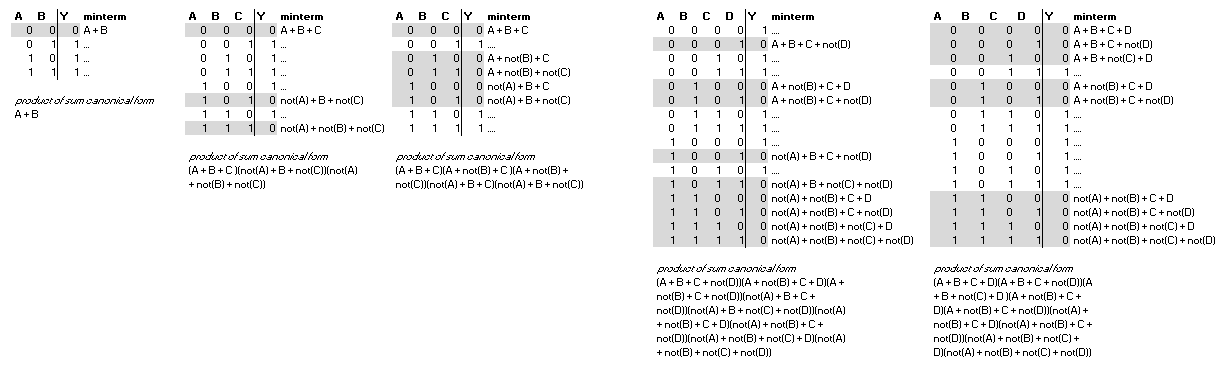 A B Y minterm
0 0 0 A + B
0 1 1 ...
1 0 1 ...
1 1 1 ...
product of sum canonical form
A + B
A B C Y minterm
0 0 0 0 A + B + C
0 0 1 1 ...
0 1 0 1 ...
0 1 1 1 ...
1 0 0 1 ...
1 0 1 0 not(A) + B + not(C)
1 1 0 1 ...
1 1 1 0 not(A) + not(B) + not(C)
product of sum canonical form
(A + B + C )(not(A) + B + not(C))(not(A)
+ not(B) + not(C))
A B C Y minterm
0 0 0 0 A + B + C
0 0 1 1 ...
0 1 0 0 A + not(B) + C
0 1 1 0 A + not(B) + not(C)
1 0 0 0 not(A) + B + C
1 0 1 0 not(A) + B + not(C)
1 1 0 1 ...
1 1 1 1 ...
product of sum canonical form
(A + B + C)(A + not(B) + C )(A + not(B) +
not(C))(not(A) + B + C)(not(A) + B + not(C))
A B C D Y minterm
0 0 0 0 1 ...
0 0 0 1 0 A + B + C + not(D)
0 0 1 0 1 ...
0 0 1 1 1 ...
0 1 0 0 0 A + not(B) + C + D
0 1 0 1 0 A + not(B) + C + not(D)
0 1 1 0 1 ...
0 1 1 1 1 ...
1 0 0 0 1 ...
1 0 0 1 0 not(A) + B + C + not(D)
1 0 1 0 1 ...
1 0 1 1 0 not(A) + B + not(C) + not(D)
1 1 0 0 0 not(A) + not(B) + C + D
1 1 0 1 0 not(A) + not(B) + C + not(D)
1 1 1 0 0 not(A) + not(B) + not(C) + D
1 1 1 1 0 not(A) + not(B) + not(C) + not(D)
product of sum canonical form
(A + B + C + not(D))(A + not(B) + C + D)(A +
not(B) + C + not(D))(not(A) + B + C +
not(D))(not(A) + B + not(C) + not(D))(not(A)
+ not(B) + C + D)(not(A) + not(B) + C +
not(D))(not(A) + not(B) + not(C) + D)(not(A)
+ not(B) + not(C) + not(D))
A B C D Y minterm
0 0 0 0 0 A + B + C + D
0 0 0 1 0 A + B + C + not(D)
0 0 1 0 0 A + B + not(C) + D
0 0 1 1 1 ...
0 1 0 0 0 A + not(B) + C + D
0 1 0 1 0 A + not(B) + C + not(D)
0 1 1 0 1 ...
0 1 1 1 1 ...
1 0 0 0 1 ...
1 0 0 1 1 ...
1 0 1 0 1 ...
1 0 1 1 1 ...
1 1 0 0 0 not(A) + not(B) + C + D
1 1 0 1 0 not(A) + not(B) + C + not(D)
1 1 1 0 0 not(A) + not(B) + not(C) + D
1 1 1 1 0 not(A) + not(B) + not(C) + not(D)
product of sum canonical form
(A + B + C + D)(A + B + C + not(D))(A
+ B + not(C) + D )(A + not(B) + C +
D)(A + not(B) + C + not(D))(not(A) +
not(B) + C + D)(not(A) + not(B) + C +
not(D))(not(A) + not(B) + not(C) +
D)(not(A) + not(B) + not(C) + not(D))